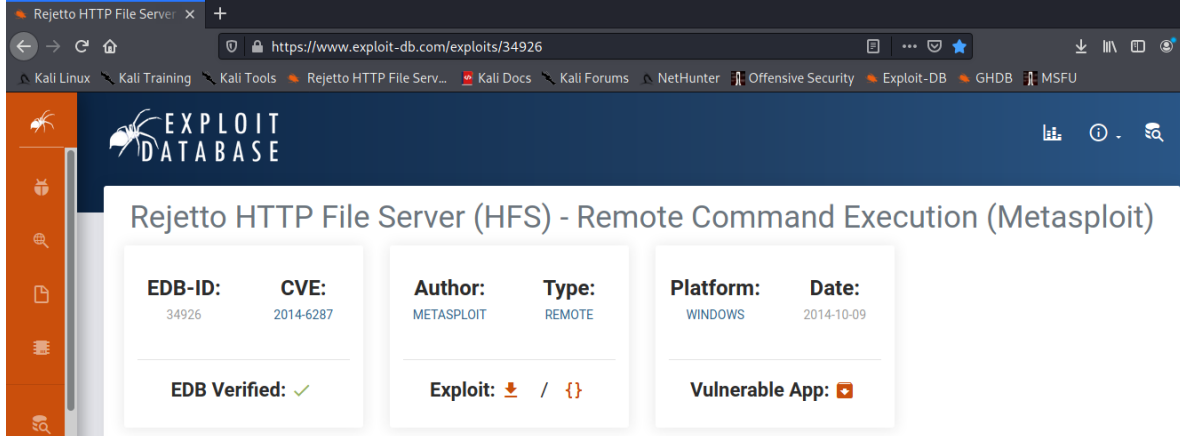 Rejetto HTTP File Server
https://www.exploit-db.com/exploits/34926
Kali Linux Kali Training Kali Tools Rejetto HTTP File Serv... Kali Docs Kali Forums NetHunter Offensive Security Exploit-DB GHDB MSFU
EXPLOIT
DATABASE
Rejetto HTTP File Server (HFS) - Remote Command Execution (Metasploit)
EDB-ID: CVE: Author: Type: Platform: Date:
34926 2014-6287 METASPLOIT REMOTE WINDOWS 2014-10-09
EDB Verified: ✓ Exploit: / {} Vulnerable App: